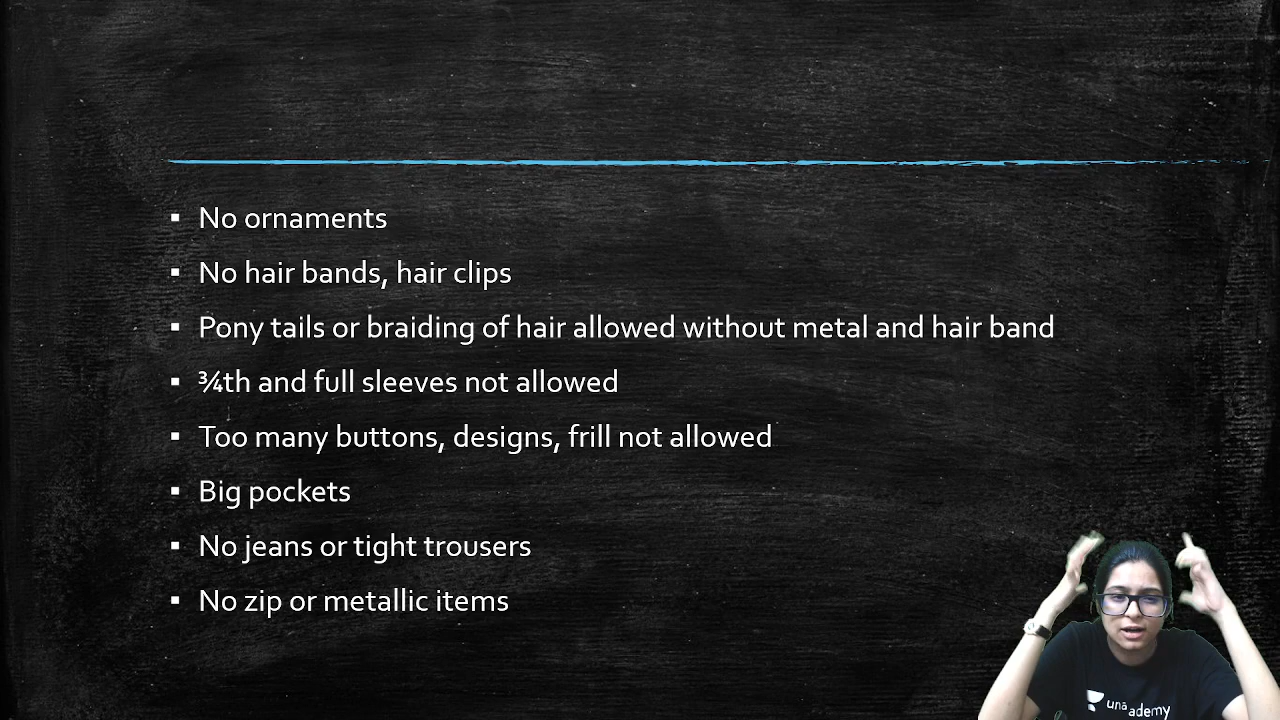 ▪ No ornaments
▪ No hair bands, hair clips
▪ Pony tails or braiding of hair allowed without metal and hair band
▪ ¾th and full sleeves not allowed
▪ Too many buttons, designs, frill not allowed
▪ Big pockets
▪ No jeans or tight trousers
▪ No zip or metallic items
unacademy